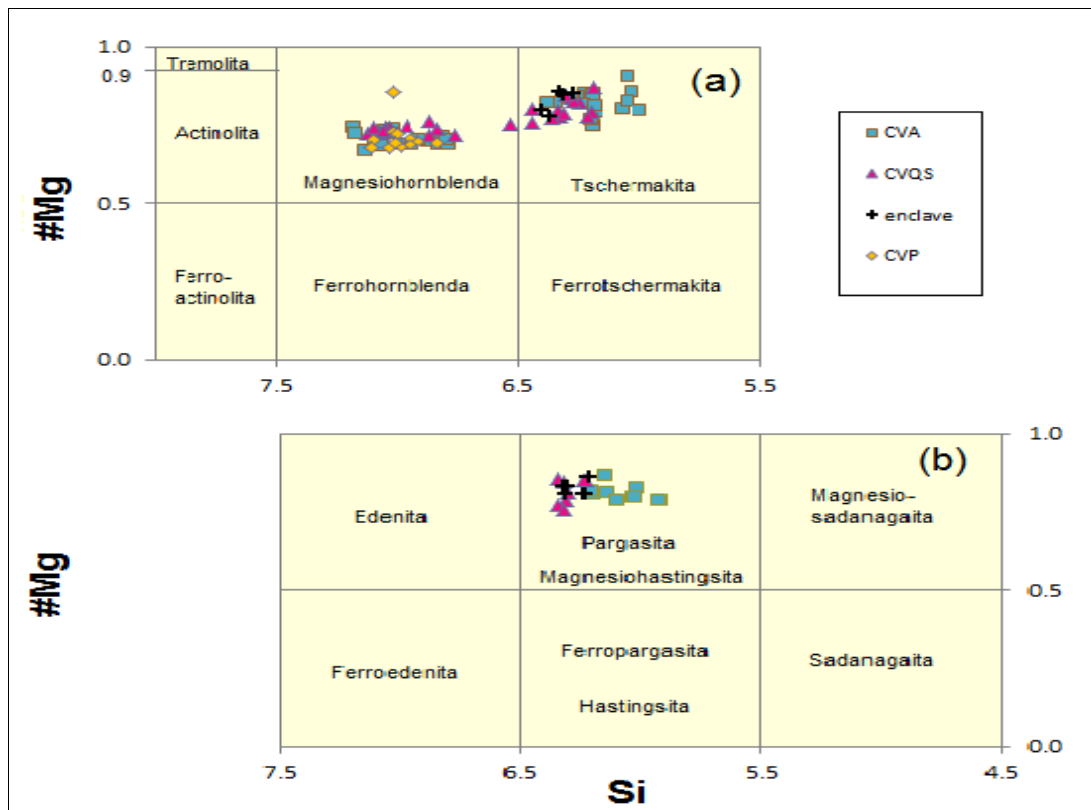 1.0
0.9
Tremolita
(a)
Actinolita
Magnesiohornblenda
Tschermakita
#Mg
0.5
Ferro-
actinolita
Ferrohornblenda
Ferrotschermakita
0.0
7.5
6.5
5.5
CVA
CVQS
enclave
CVP
(b)
1.0
Edenita
Pargasita
Magnesiohastingsita
Magnesio-
sadanagaita
#Mg
0.5
Ferroedenita
Ferropargasita
Hastingsita
Sadanagaita
0.0
7.5
6.5
Si
5.5
4.5